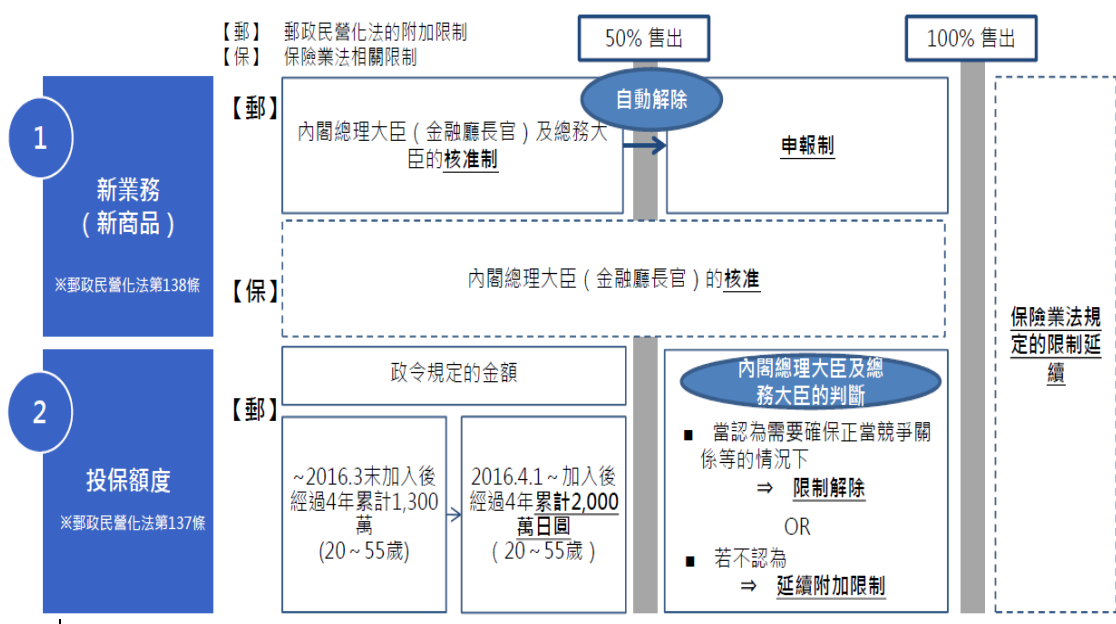 【郵】 郵政民營化法的附加限制
【保】 保險業法相關限制
50% 售出
100% 售出
1
新業務
（新商品）
※郵政民營化法第138條
【郵】
內閣總理大臣（金融廳長官）及總務大
臣的核准制
自動解除
申報制
【保】
內閣總理大臣（金融廳長官）的核准
2
投保額度
※郵政民營化法第137條
【郵】
政令規定的金額
~2016.3末加入後
經過4年累計1,300
萬
(20～55歲)
2016.4.1～加入後
經過4年累計2,000
萬日圓
（20～55歲）
內閣總理大臣及總
務大臣的判斷
■ 當認為需要確保正當競爭關
係等的情況下
⇒ 限制解除
OR
■ 若不認為
⇒ 延續附加限制
保險業法規
定的限制延
續